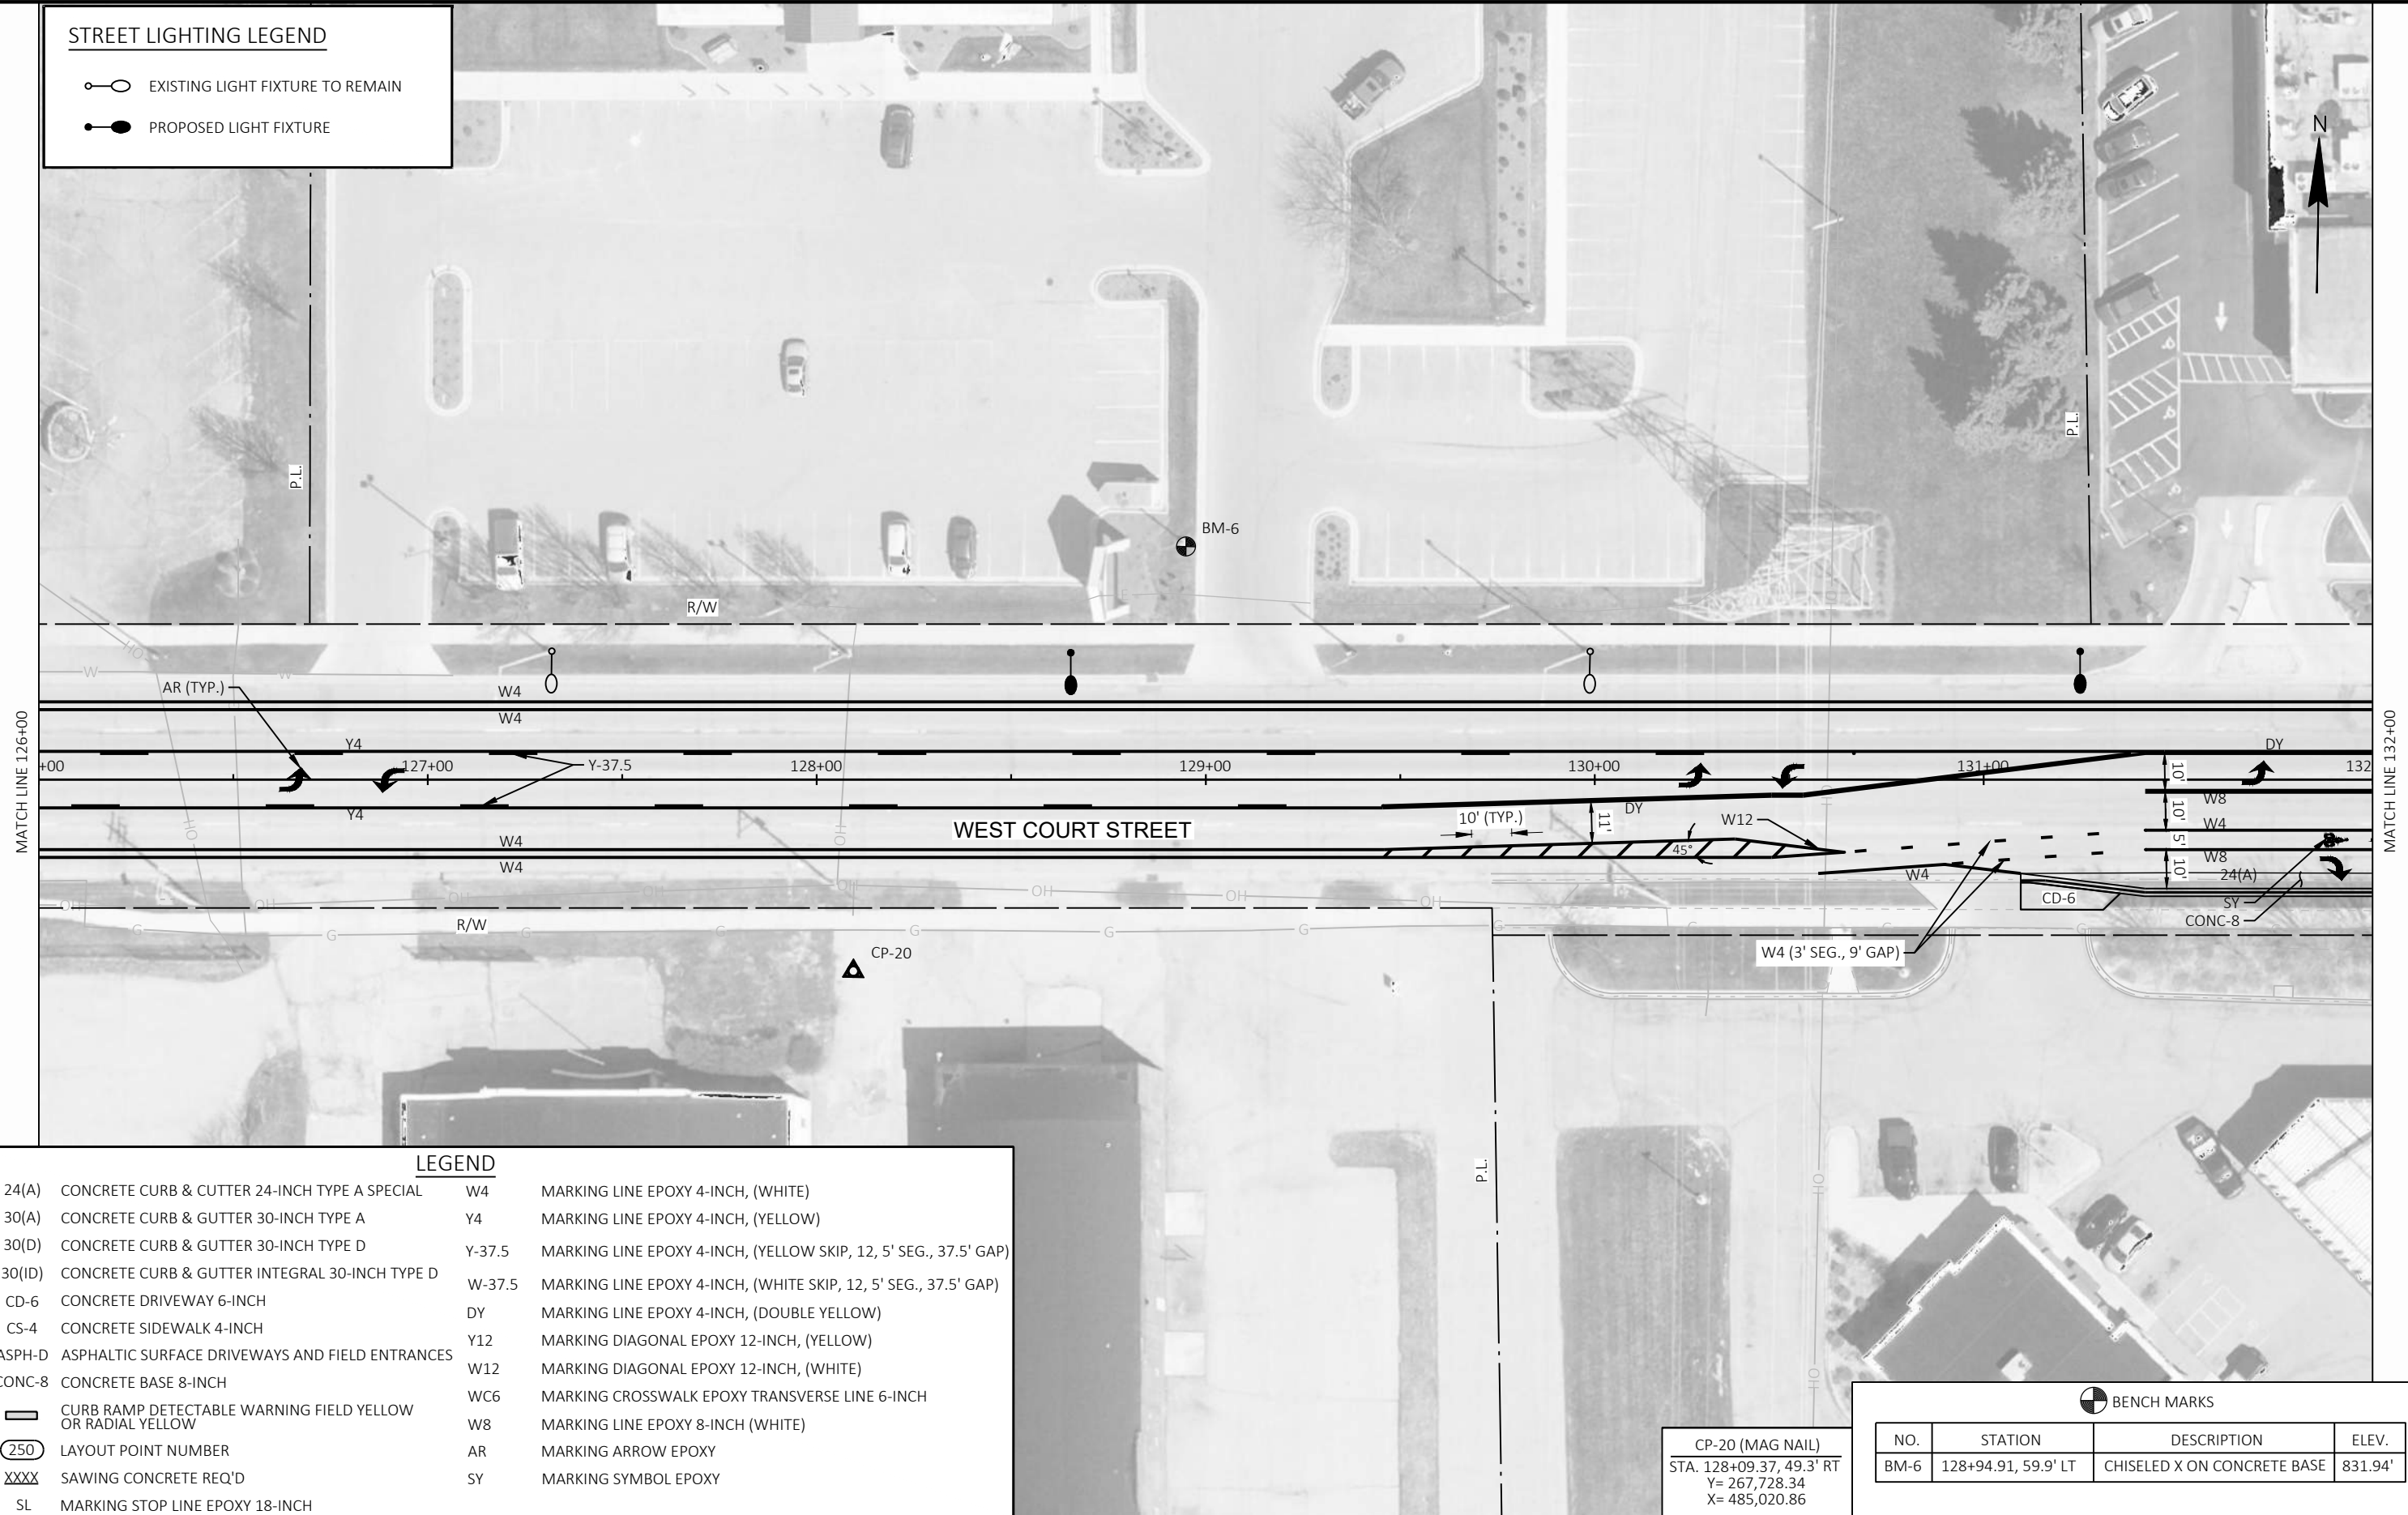 STREET LIGHTING LEGEND
EXISTING LIGHT FIXTURE TO REMAIN
PROPOSED LIGHT FIXTURE
N
P.L.
P.L.
BM-6
R/W
HO
W
W
E
HO
AR (TYP.)
W4
W4
MATCH LINE 126+00
MATCH LINE 132+00
Y4
DY
+00
127+00
Y-37.5
128+00
129+00
130+00
131+00
132
10'
W8
Y4
DY
10' (TYP.)
11'
W12
10'
W4
WEST COURT STREET
HO
HO
W4
45°
5'
W4
W8
W4
10'
24(A)
OH
OH
OH
OH
OH
OH
OH
OH
CD-6
SY
CONC-8
R/W
G
G
G
G
G
G
G
G
G
G
G
W4 (3' SEG., 9' GAP)
CP-20
P.L.
HO
HO
LEGEND
24(A) CONCRETE CURB & CUTTER 24-INCH TYPE A SPECIAL
30(A) CONCRETE CURB & GUTTER 30-INCH TYPE A
30(D) CONCRETE CURB & GUTTER 30-INCH TYPE D
30(ID) CONCRETE CURB & GUTTER INTEGRAL 30-INCH TYPE D
CD-6 CONCRETE DRIVEWAY 6-INCH
CS-4 CONCRETE SIDEWALK 4-INCH
ASPH-D ASPHALTIC SURFACE DRIVEWAYS AND FIELD ENTRANCES
CONC-8 CONCRETE BASE 8-INCH
CURB RAMP DETECTABLE WARNING FIELD YELLOW
OR RADIAL YELLOW
250 LAYOUT POINT NUMBER
XXXX SAWING CONCRETE REQ'D
SL MARKING STOP LINE EPOXY 18-INCH
W4 MARKING LINE EPOXY 4-INCH, (WHITE)
Y4 MARKING LINE EPOXY 4-INCH, (YELLOW)
Y-37.5 MARKING LINE EPOXY 4-INCH, (YELLOW SKIP, 12, 5' SEG., 37.5' GAP)
W-37.5 MARKING LINE EPOXY 4-INCH, (WHITE SKIP, 12, 5' SEG., 37.5' GAP)
DY MARKING LINE EPOXY 4-INCH, (DOUBLE YELLOW)
Y12 MARKING DIAGONAL EPOXY 12-INCH, (YELLOW)
W12 MARKING DIAGONAL EPOXY 12-INCH, (WHITE)
WC6 MARKING CROSSWALK EPOXY TRANSVERSE LINE 6-INCH
W8 MARKING LINE EPOXY 8-INCH (WHITE)
AR MARKING ARROW EPOXY
SY MARKING SYMBOL EPOXY
CP-20 (MAG NAIL)
STA. 128+09.37, 49.3' RT
Y= 267,728.34
X= 485,020.86
BENCH MARKS
NO. STATION DESCRIPTION ELEV.
BM-6 128+94.91, 59.9' LT CHISELED X ON CONCRETE BASE 831.94'